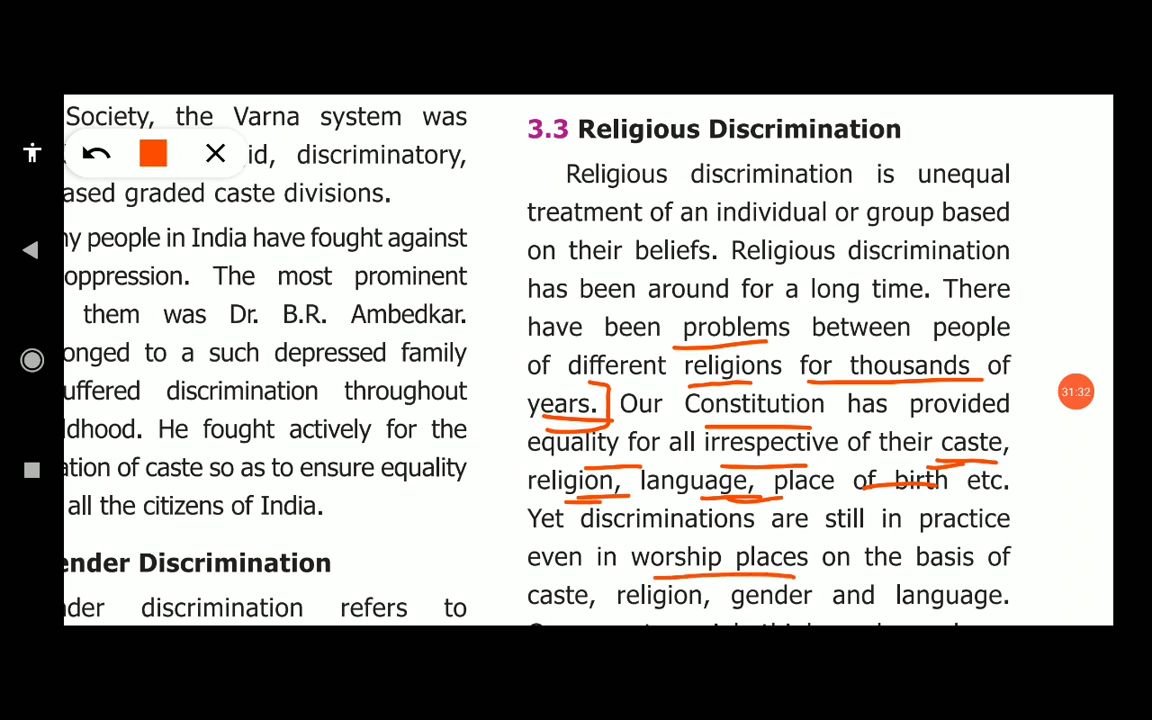 Society, the Varna system was
id, discriminatory,
ased graded caste divisions.
ny people in India have fought against
oppression. The most prominent
them was Dr. B.R. Ambedkar.
onged to a such depressed family
uffered discrimination throughout
ldhood. He fought actively for the
ation of caste so as to ensure equality
all the citizens of India.
ender Discrimination
nder discrimination refers to
3.3 Religious Discrimination
Religious discrimination is unequal
treatment of an individual or group based
on their beliefs. Religious discrimination
has been around for a long time. There
have been problems between people
of different religions for thousands of
years. Our Constitution has provided
equality for all irrespective of their caste,
religion, language, place of birth etc.
Yet discriminations are still in practice
even in worship places on the basis of
caste, religion, gender and language.
31:32